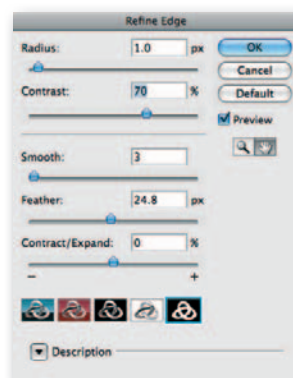 Refine Edge
Radius: 1.0 px
OK
Cancel
Contrast: 70 %
Default
Preview
Smooth: 3
Feather: 24.8 px
Contract/Expand: 0 %
− +
Description